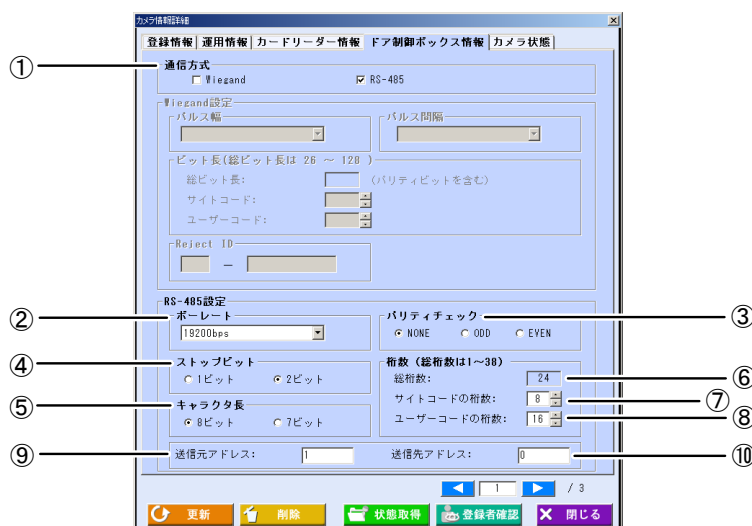 カメラ情報詳細
登録情報 運用情報 カードリーダー情報 ドア制御ボックス情報 カメラ状態
① 通信方式
Wiegand RS-485
Wiegand設定
パルス幅 パルス間隔
ビット長(総ビット長は 26 ~ 128 )
総ビット長: (パリティビットを含む)
サイトコード:
ユーザーコード:
Reject ID
–
RS-485設定
② ボーレート パリティチェック ③
19200bps NONE ODD EVEN
④ ストップビット 桁数 (総桁数は1~38)
1ビット 2ビット 総桁数: 24 ⑥
⑤ キャラクタ長 サイトコードの桁数: 8 ⑦
8ビット 7ビット ユーザーコードの桁数: 16 ⑧
⑨ 送信元アドレス: 1 送信先アドレス: 0 ⑩
1 / 3
更新 削除 状態取得 登録者確認 X 閉じる